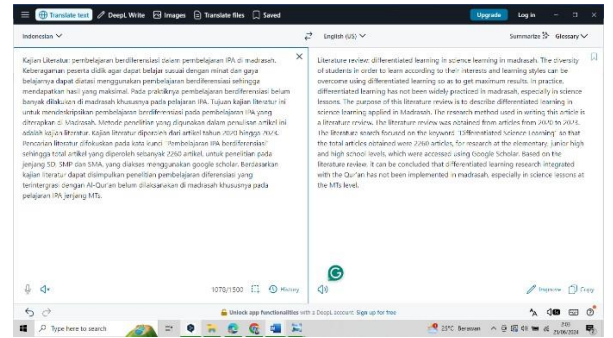 Translate text DeepL Write Images Translate files Saved Upgrade Log in
Indonesian English (US) Summarize Glossary
Kajian Literatur: pembelajaran berdiferensiasi dalam pembelajaran IPA di madrasah.
Keberagaman peserta didik agar dapat belajar susuai dengan minat dan gaya
belajarnya dapat diatasi menggunakan pembelajaran berdiferensiasi sehingga
mendapatkan hasil yang maksimal. Pada praktiknya pembelajaran berdiferensiasi belum
banyak dilakukan di madrasah khususnya pada pelajaran IPA. Tujuan kajian literatur ini
untuk mendeskripsikan pembelajaran berdiferensiasi pada pembelajaran IPA yang
diterapkan di Madrasah. Metode penelitian yang digunakan dalam penulisan artikel ini
adalah kajian literatur. Kajian literatur diperoleh dari artikel tahun 2020 hingga 2023.
Pencarian literatur difokuskan pada kata kunci "Pembelajaran IPA berdiferensiasi"
sehingga total artikel yang diperoleh sebanyak 2260 artikel, untuk penelitian pada
jenjang SD, SMP dan SMA, yang diakses menggunakan google scholar. Berdasarkan
kajian literatur dapat disimpulkan penelitian pembelajaran diferensiasi yang
terintergrasi dengan Al-Qur'an belum dilaksanakan di madrasah khususnya pada
pelajaran IPA jenjang MTs.
Literature review: differentiated learning in science learning in madrasah. The diversity
of students in order to learn according to their interests and learning styles can be
overcome using differentiated learning so as to get maximum results. In practice,
differentiated learning has not been widely practiced in madrasah, especially in science
lessons. The purpose of this literature review is to describe differentiated learning in
science learning applied in Madrasah. The research method used in writing this article is
a literature review. The literature review was obtained from articles from 2020 to 2023.
The literature search focused on the keyword "Differentiated Science Learning" so that
the total articles obtained were 2260 articles, for research at the elementary, junior high
and high school levels, which were accessed using Google Scholar. Based on the
literature review, it can be concluded that differentiated learning research integrated
with the Qur'an has not been implemented in madrasah, especially in science lessons at
the MTs level.
1070/1500 History Improve Copy
Unlock app functionalities with a DeepL account. Sign up for free
Type here to search 25°C Berawan